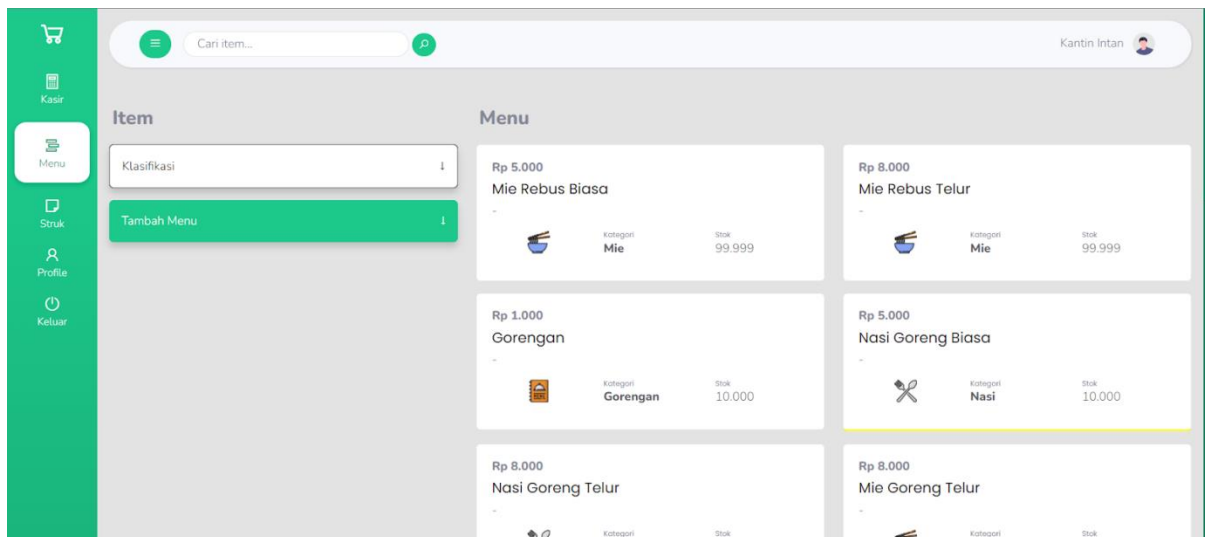 Cari item...
Kantin Intan
Kasir
Menu
Struk
Profile
Keluar
Item
Klasifikasi
Tambah Menu
Menu
Rp 5.000
Mie Rebus Biasa
-
Kategori
Mie
Stok
99.999
Rp 8.000
Mie Rebus Telur
-
Kategori
Mie
Stok
99.999
Rp 1.000
Gorengan
-
Kategori
Gorengan
Stok
10.000
Rp 5.000
Nasi Goreng Biasa
-
Kategori
Nasi
Stok
10.000
Rp 8.000
Nasi Goreng Telur
-
Kategori
Stok
Rp 8.000
Mie Goreng Telur
-
Kategori
Stok